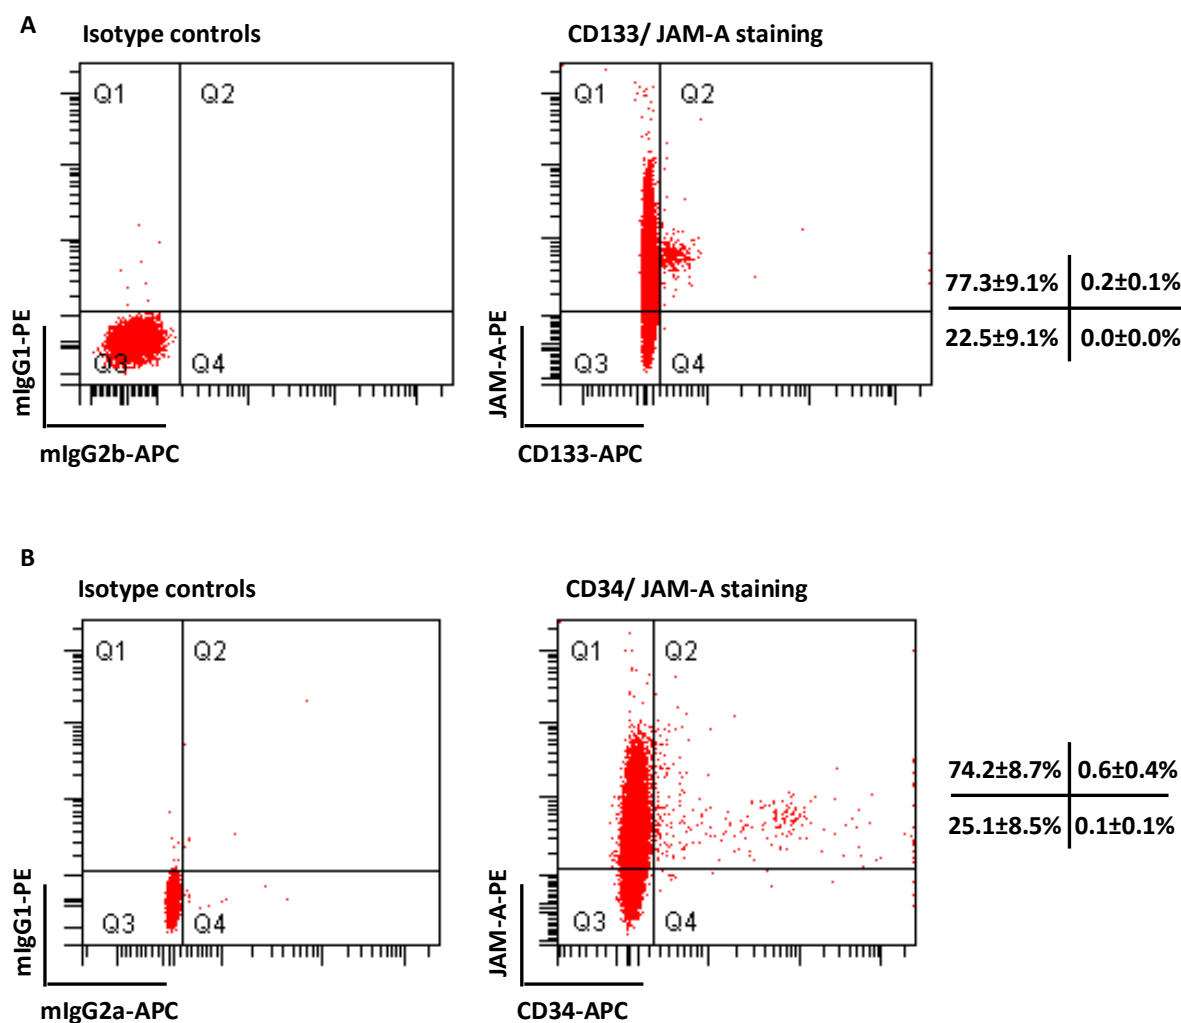 A
Isotype controls
CD133/ JAM-A staining
Q1
Q2
Q3
Q4
mIgG1-PE
mIgG2b-APC
Q1
Q2
Q3
Q4
JAM-A-PE
CD133-APC
77.3±9.1% 0.2±0.1%
22.5±9.1% 0.0±0.0%
B
Isotype controls
CD34/ JAM-A staining
Q1
Q2
Q3
Q4
mIgG1-PE
mIgG2a-APC
Q1
Q2
Q3
Q4
JAM-A-PE
CD34-APC
74.2±8.7% 0.6±0.4%
25.1±8.5% 0.1±0.1%